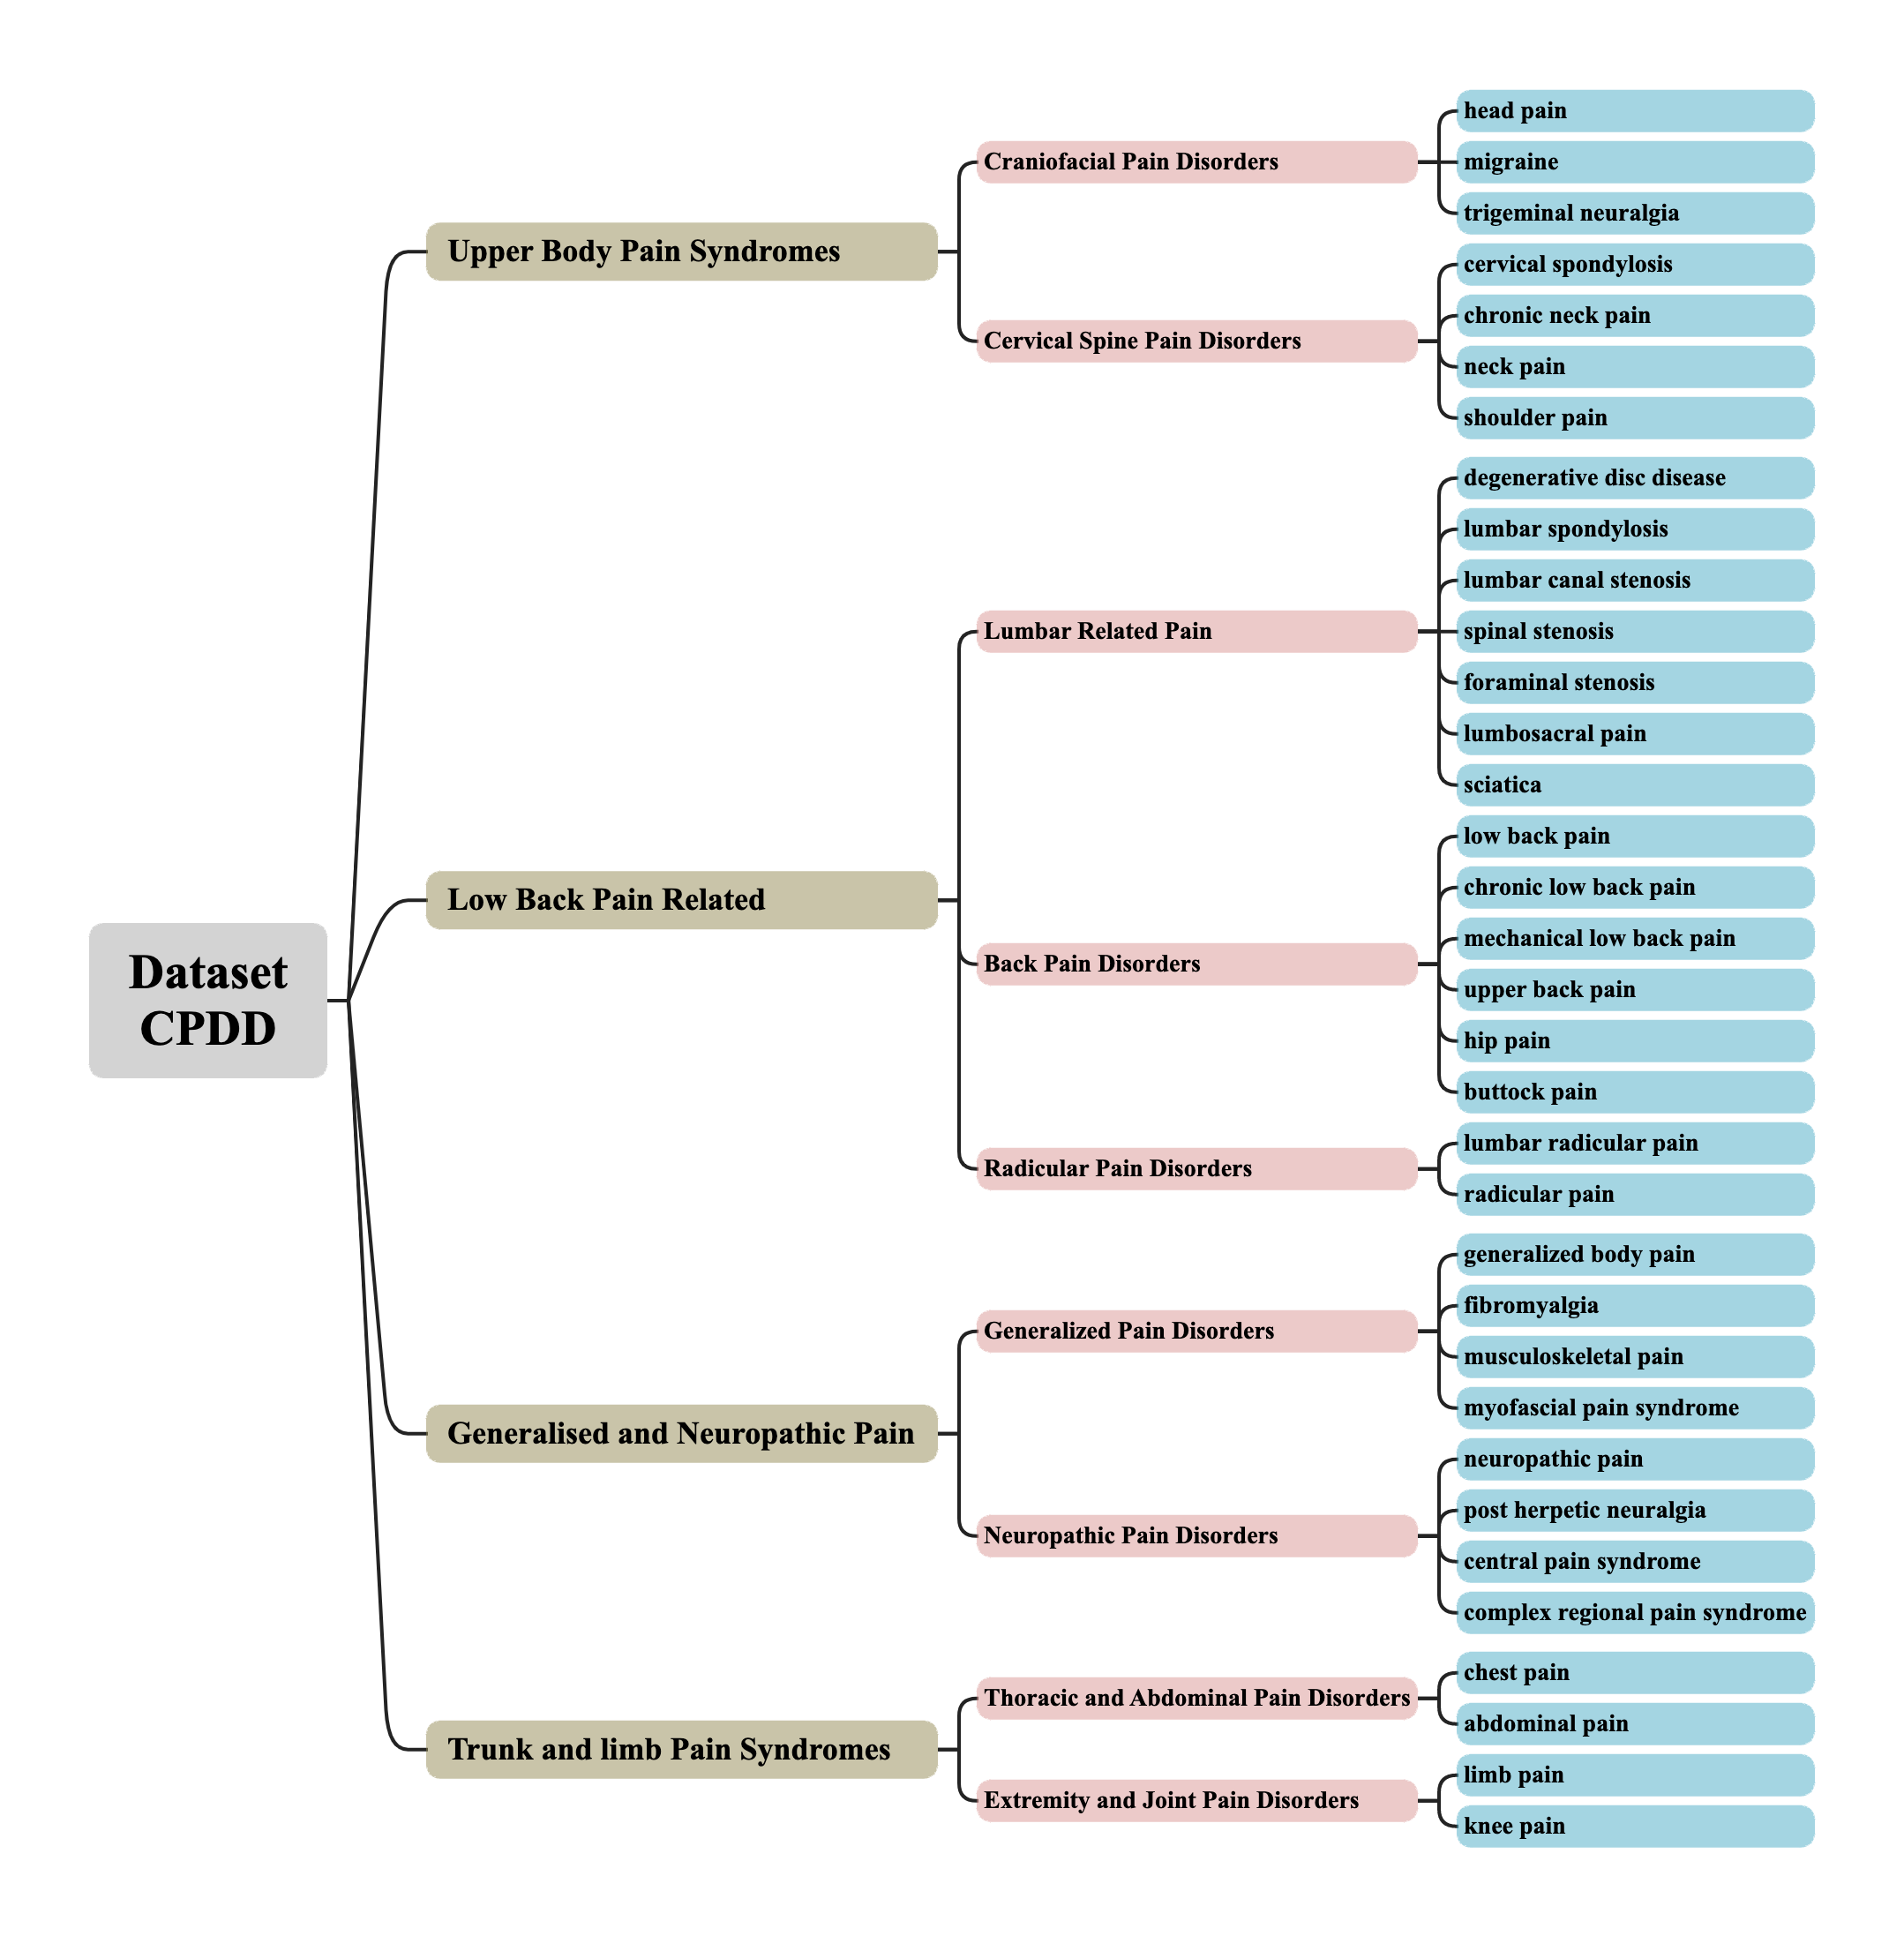 Dataset
CPDD
Upper Body Pain Syndromes
Craniofacial Pain Disorders
head pain
migraine
trigeminal neuralgia
Cervical Spine Pain Disorders
cervical spondylosis
chronic neck pain
neck pain
shoulder pain
Low Back Pain Related
Lumbar Related Pain
degenerative disc disease
lumbar spondylosis
lumbar canal stenosis
spinal stenosis
foraminal stenosis
lumbosacral pain
sciatica
Back Pain Disorders
low back pain
chronic low back pain
mechanical low back pain
upper back pain
hip pain
buttock pain
Radicular Pain Disorders
lumbar radicular pain
radicular pain
Generalised and Neuropathic Pain
Generalized Pain Disorders
generalized body pain
fibromyalgia
musculoskeletal pain
myofascial pain syndrome
Neuropathic Pain Disorders
neuropathic pain
post herpetic neuralgia
central pain syndrome
complex regional pain syndrome
Trunk and limb Pain Syndromes
Thoracic and Abdominal Pain Disorders
chest pain
abdominal pain
Extremity and Joint Pain Disorders
limb pain
knee pain